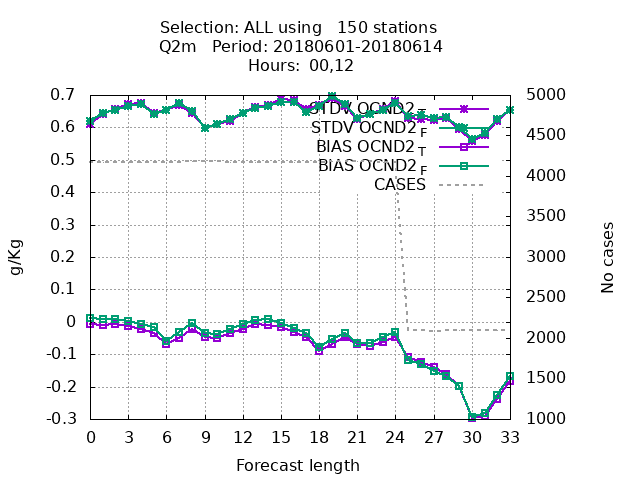 Selection: ALL using 150 stations
Q2m Period: 20180601-20180614
Hours: 00,12
0.7
0.6
0.5
0.4
0.3
0.2
0.1
0
-0.1
-0.2
-0.3
g/Kg
STDV OCND2 T
STDV OCND2 F
BIAS OCND2 T
BIAS OCND2 F
CASES
5000
4500
4000
3500
3000
2500
2000
1500
1000
No cases
0 3 6 9 12 15 18 21 24 27 30 33
Forecast length